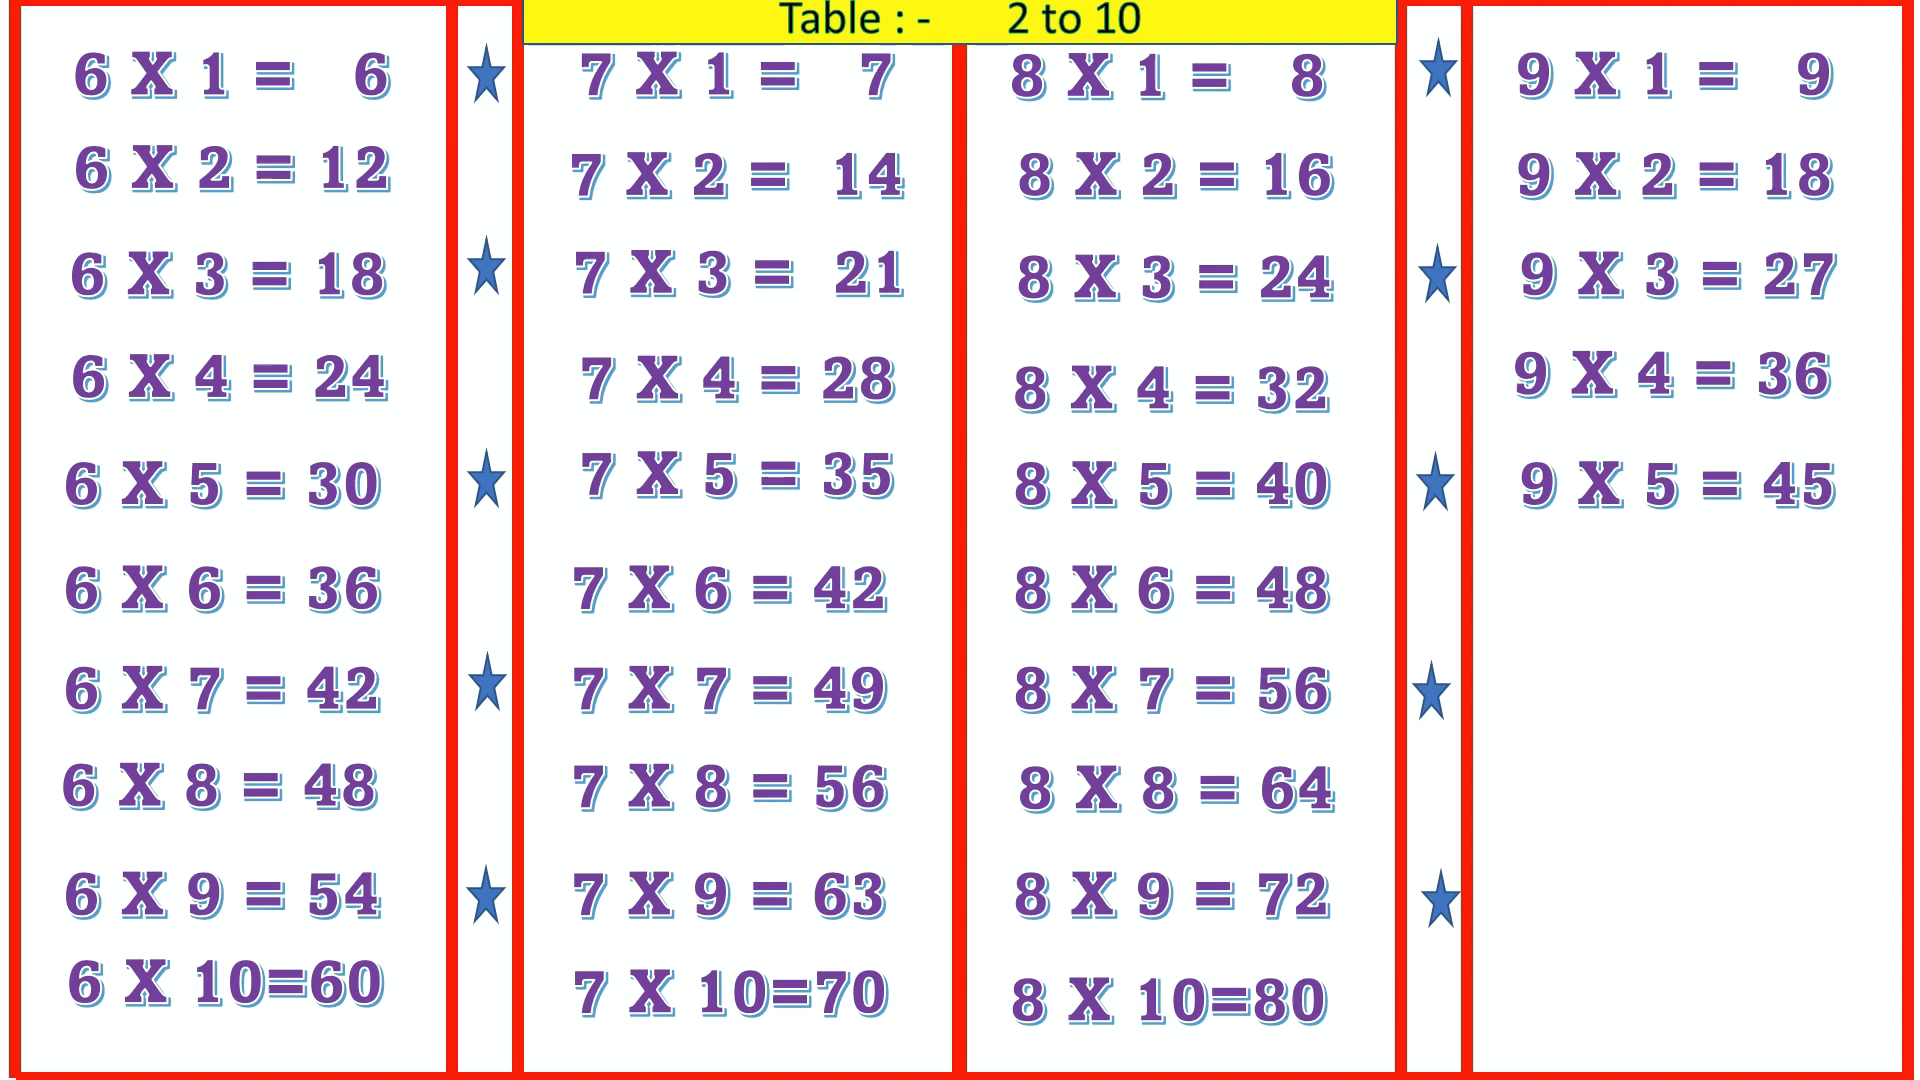 Table : - 2 to 10
6 X 1 = 6
6 X 2 = 12
6 X 3 = 18
6 X 4 = 24
6 X 5 = 30
6 X 6 = 36
6 X 7 = 42
6 X 8 = 48
6 X 9 = 54
6 X 10=60
7 X 1 = 7
7 X 2 = 14
7 X 3 = 21
7 X 4 = 28
7 X 5 = 35
7 X 6 = 42
7 X 7 = 49
7 X 8 = 56
7 X 9 = 63
7 X 10=70
8 X 1 = 8
8 X 2 = 16
8 X 3 = 24
8 X 4 = 32
8 X 5 = 40
8 X 6 = 48
8 X 7 = 56
8 X 8 = 64
8 X 9 = 72
8 X 10=80
9 X 1 = 9
9 X 2 = 18
9 X 3 = 27
9 X 4 = 36
9 X 5 = 45